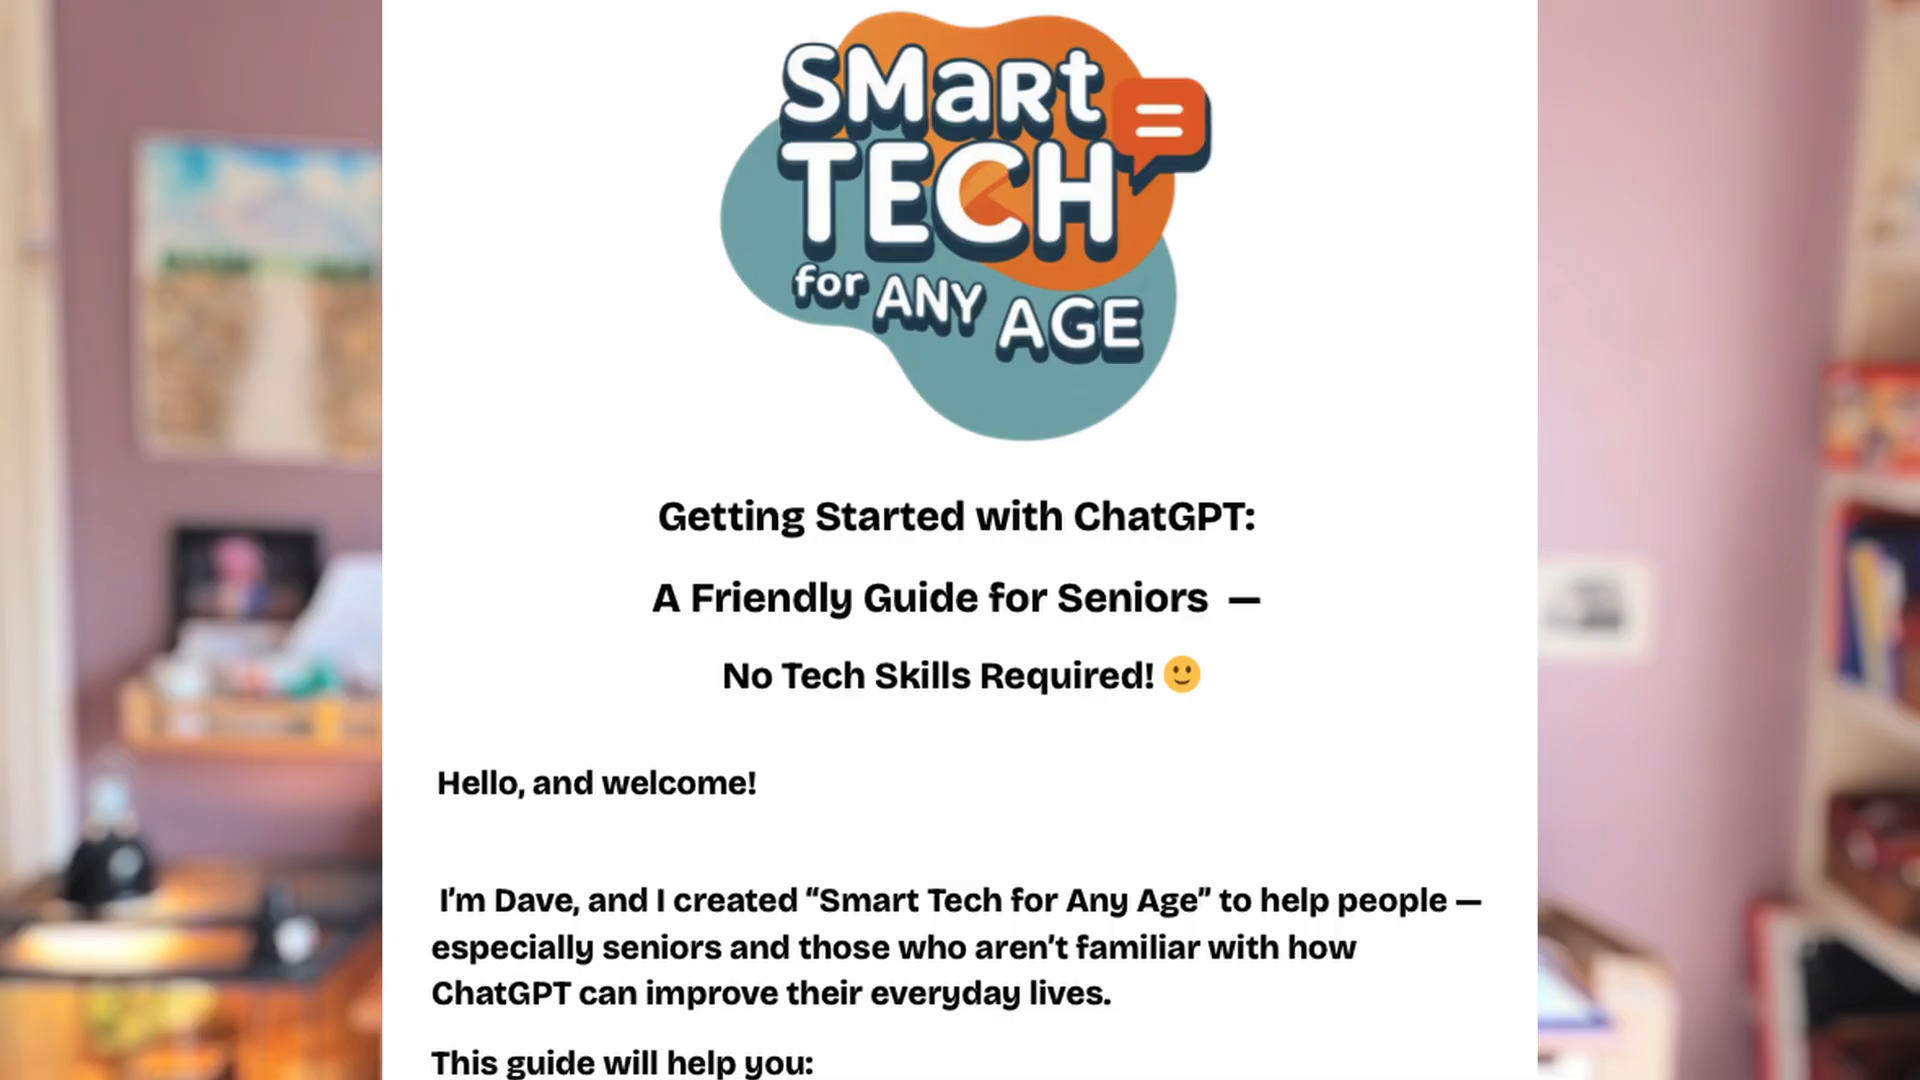 SMart
TECH
for ANY AGE
Getting Started with ChatGPT:
A Friendly Guide for Seniors —
No Tech Skills Required! 🙂
Hello, and welcome!
I’m Dave, and I created “Smart Tech for Any Age” to help people —
especially seniors and those who aren’t familiar with how
ChatGPT can improve their everyday lives.
This guide will help you: